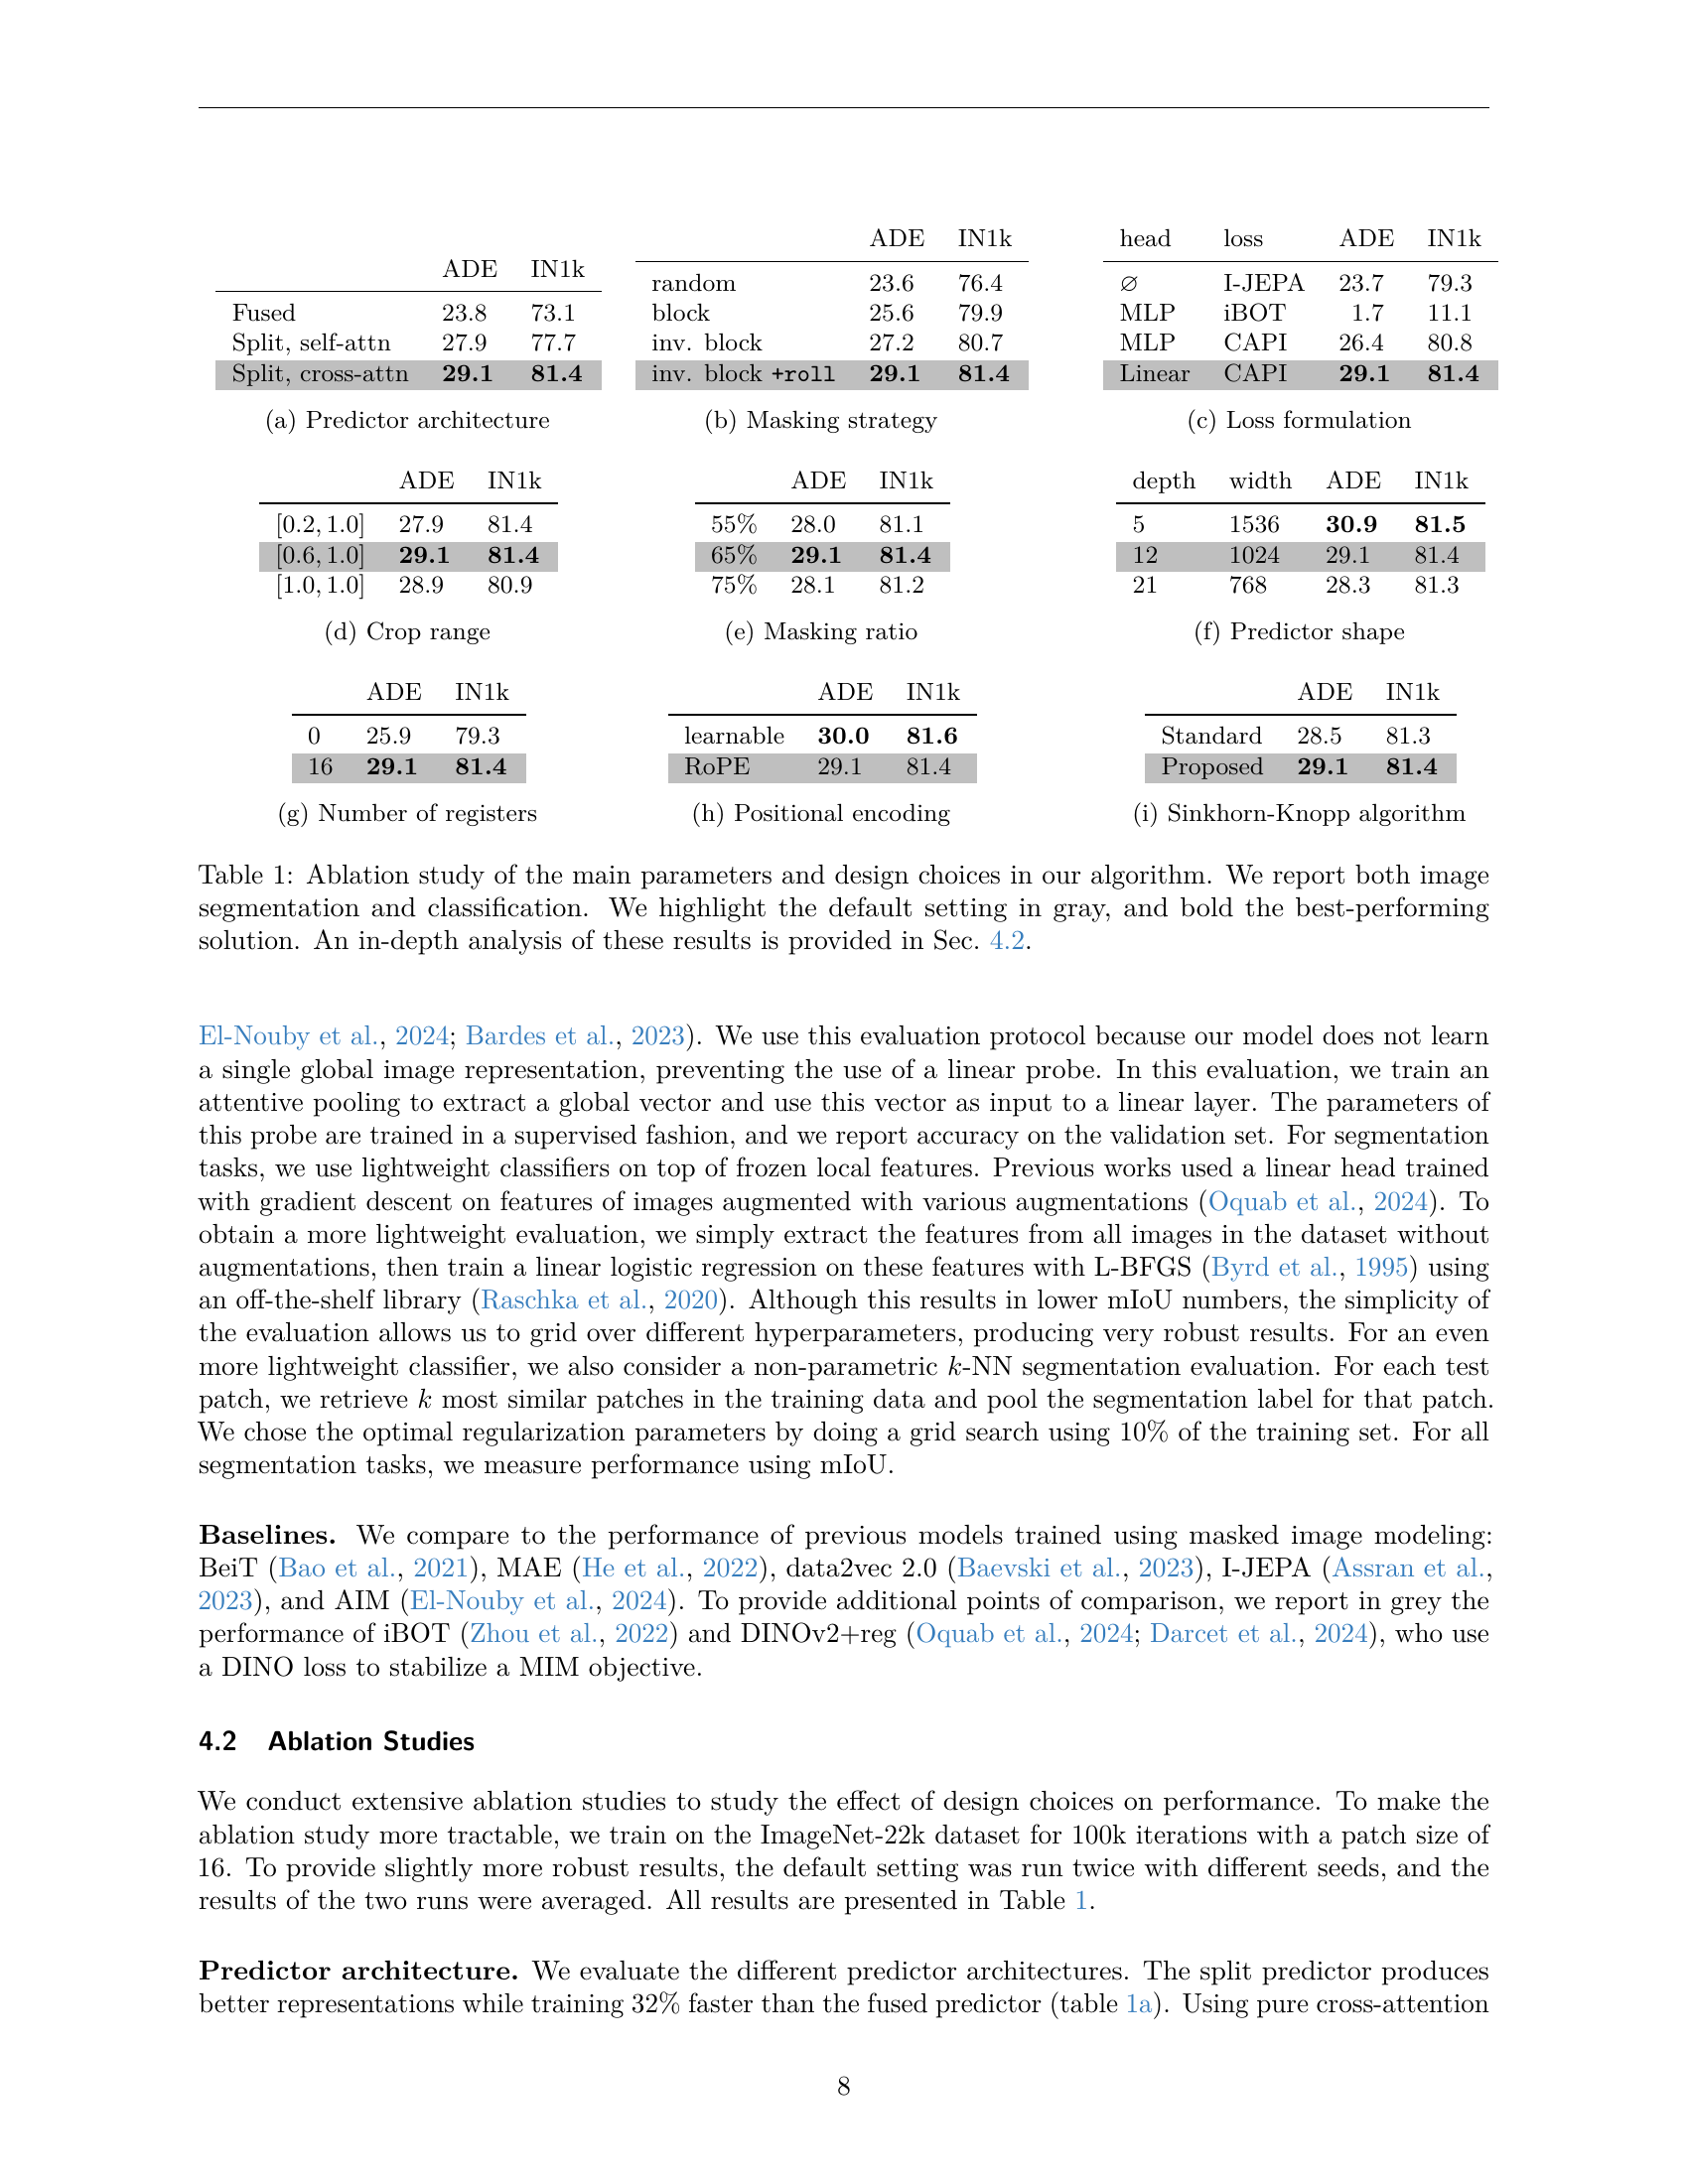 ADE IN1k
Fused 23.8 73.1
Split, self-attn 27.9 77.7
Split, cross-attn 29.1 81.4
(a) Predictor architecture
ADE IN1k
random 23.6 76.4
block 25.6 79.9
inv. block 27.2 80.7
inv. block +roll 29.1 81.4
(b) Masking strategy
head loss ADE IN1k
∅ I-JEPA 23.7 79.3
MLP iBOT 1.7 11.1
MLP CAPI 26.4 80.8
Linear CAPI 29.1 81.4
(c) Loss formulation
ADE IN1k
[0.2, 1.0] 27.9 81.4
[0.6, 1.0] 29.1 81.4
[1.0, 1.0] 28.9 80.9
(d) Crop range
ADE IN1k
55% 28.0 81.1
65% 29.1 81.4
75% 28.1 81.2
(e) Masking ratio
depth width ADE IN1k
5 1536 30.9 81.5
12 1024 29.1 81.4
21 768 28.3 81.3
(f) Predictor shape
ADE IN1k
0 25.9 79.3
16 29.1 81.4
(g) Number of registers
ADE IN1k
learnable 30.0 81.6
RoPE 29.1 81.4
(h) Positional encoding
ADE IN1k
Standard 28.5 81.3
Proposed 29.1 81.4
(i) Sinkhorn-Knopp algorithm
Table 1: Ablation study of the main parameters and design choices in our algorithm. We report both image
segmentation and classification. We highlight the default setting in gray, and bold the best-performing
solution. An in-depth analysis of these results is provided in Sec. 4.2.
El-Nouby et al., 2024; Bardes et al., 2023). We use this evaluation protocol because our model does not learn
a single global image representation, preventing the use of a linear probe. In this evaluation, we train an
attentive pooling to extract a global vector and use this vector as input to a linear layer. The parameters of
this probe are trained in a supervised fashion, and we report accuracy on the validation set. For segmentation
tasks, we use lightweight classifiers on top of frozen local features. Previous works used a linear head trained
with gradient descent on features of images augmented with various augmentations (Oquab et al., 2024). To
obtain a more lightweight evaluation, we simply extract the features from all images in the dataset without
augmentations, then train a linear logistic regression on these features with L-BFGS (Byrd et al., 1995) using
an off-the-shelf library (Raschka et al., 2020). Although this results in lower mIoU numbers, the simplicity of
the evaluation allows us to grid over different hyperparameters, producing very robust results. For an even
more lightweight classifier, we also consider a non-parametric k-NN segmentation evaluation. For each test
patch, we retrieve k most similar patches in the training data and pool the segmentation label for that patch.
We chose the optimal regularization parameters by doing a grid search using 10% of the training set. For all
segmentation tasks, we measure performance using mIoU.
Baselines. We compare to the performance of previous models trained using masked image modeling:
BeiT (Bao et al., 2021), MAE (He et al., 2022), data2vec 2.0 (Baevski et al., 2023), I-JEPA (Assran et al.,
2023), and AIM (El-Nouby et al., 2024). To provide additional points of comparison, we report in grey the
performance of iBOT (Zhou et al., 2022) and DINOv2+reg (Oquab et al., 2024; Darcet et al., 2024), who use
a DINO loss to stabilize a MIM objective.
4.2 Ablation Studies
We conduct extensive ablation studies to study the effect of design choices on performance. To make the
ablation study more tractable, we train on the ImageNet-22k dataset for 100k iterations with a patch size of
16. To provide slightly more robust results, the default setting was run twice with different seeds, and the
results of the two runs were averaged. All results are presented in Table 1.
Predictor architecture. We evaluate the different predictor architectures. The split predictor produces
better representations while training 32% faster than the fused predictor (table 1a). Using pure cross-attention
8